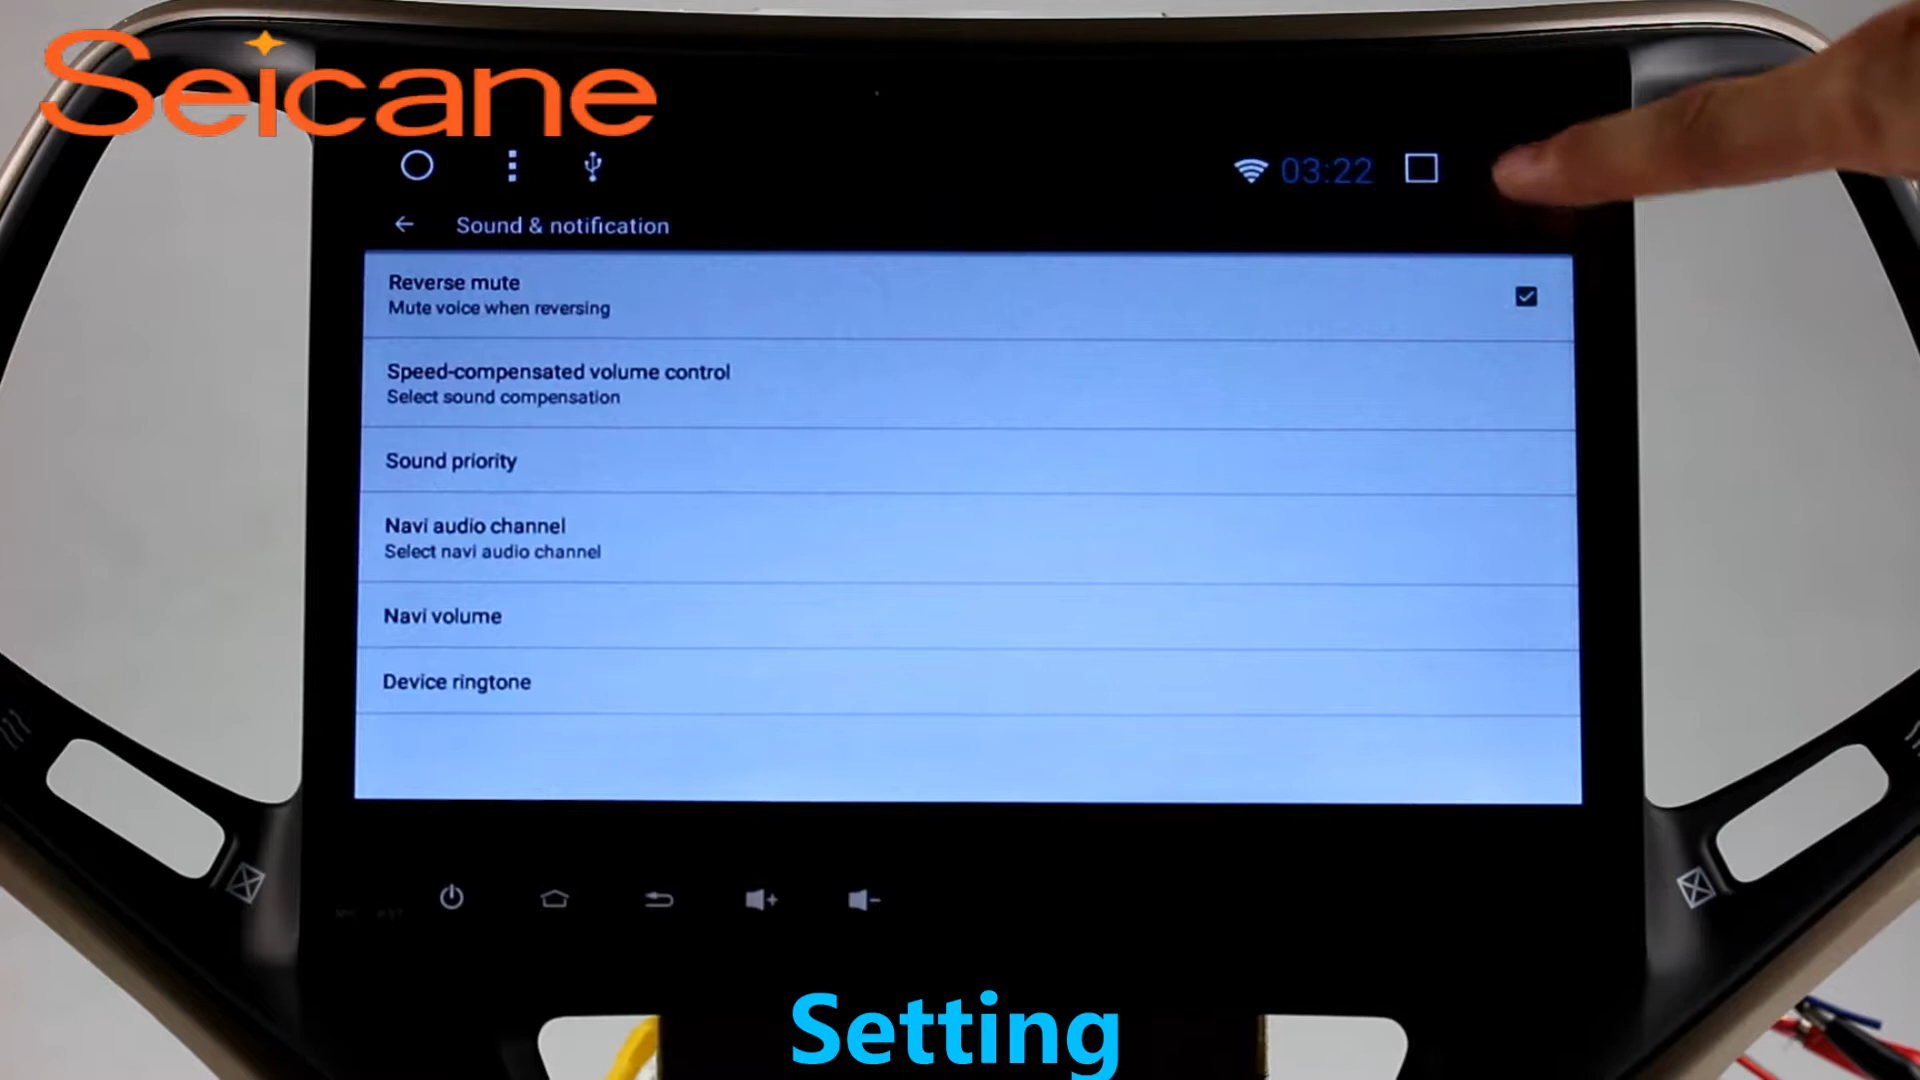 Seicane
03:22
Sound & notification
Reverse mute
Mute voice when reversing
Speed-compensated volume control
Select sound compensation
Sound priority
Navi audio channel
Select navi audio channel
Navi volume
Device ringtone
Setting